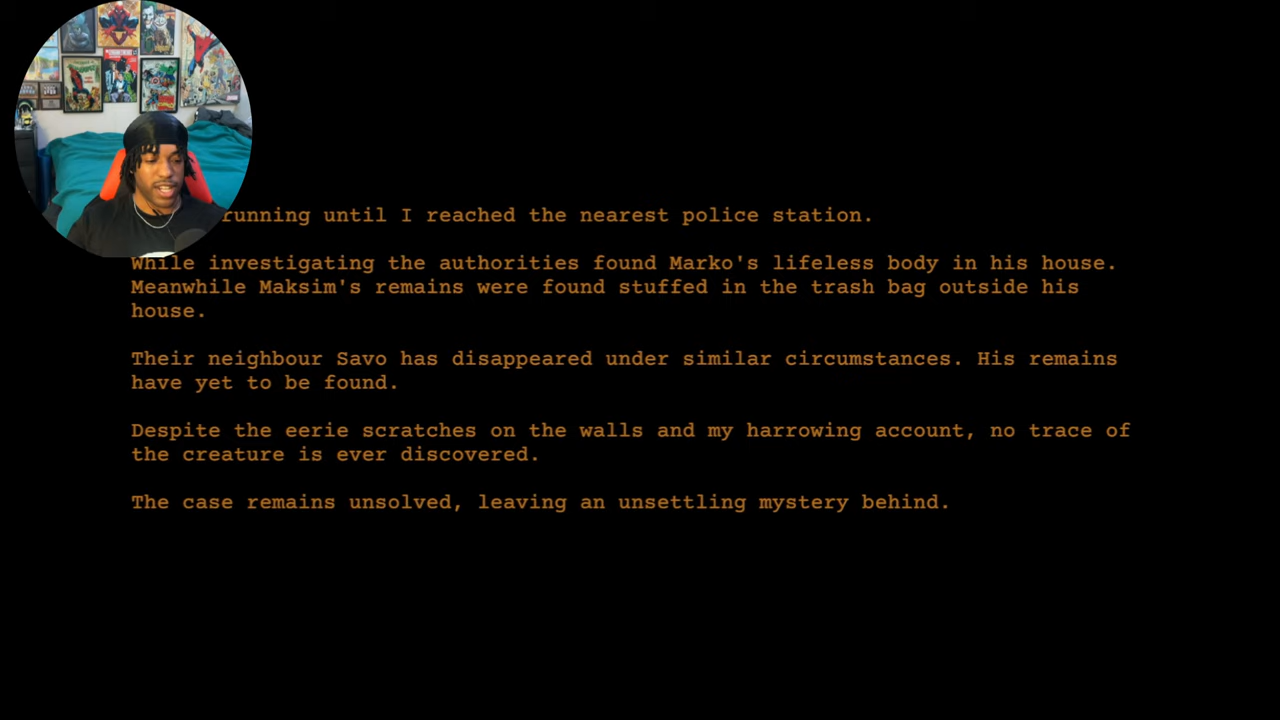 running until I reached the nearest police station.
While investigating the authorities found Marko's lifeless body in his house.
Meanwhile Maksim's remains were found stuffed in the trash bag outside his
house.
Their neighbour Savo has disappeared under similar circumstances. His remains
have yet to be found.
Despite the eerie scratches on the walls and my harrowing account, no trace of
the creature is ever discovered.
The case remains unsolved, leaving an unsettling mystery behind.